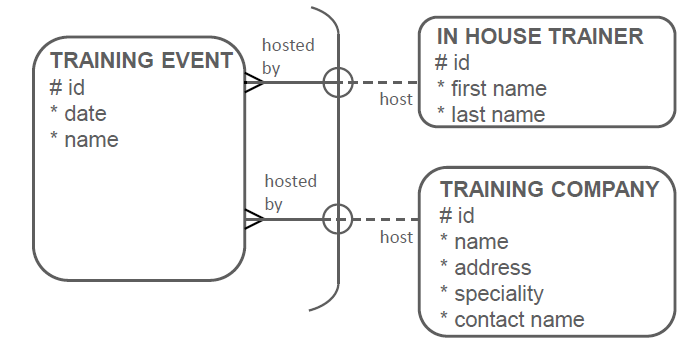 TRAINING EVENT
# id
* date
* name
hosted
by
host
hosted
by
host
IN HOUSE TRAINER
# id
* first name
* last name
TRAINING COMPANY
# id
* name
* address
* speciality
* contact name